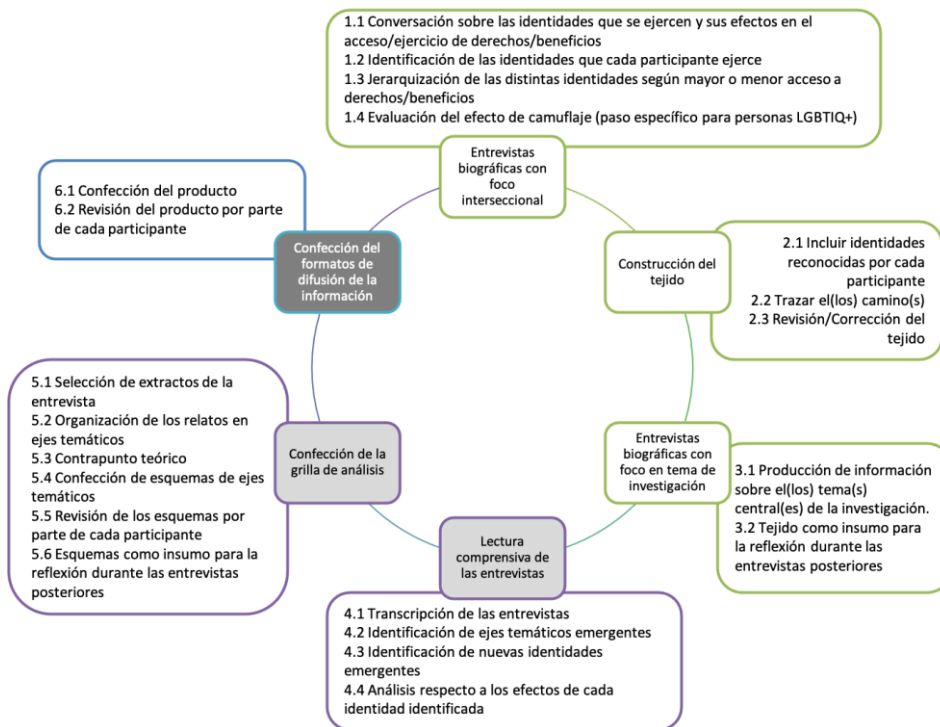 1.1 Conversación sobre las identidades que se ejercen y sus efectos en el
acceso/ejercicio de derechos/beneficios
1.2 Identificación de las identidades que cada participante ejerce
1.3 Jerarquización de las distintas identidades según mayor o menor acceso a
derechos/beneficios
1.4 Evaluación del efecto de camuflaje (paso específico para personas LGBTIQ+)
Entrevistas
biográficas con
foco
interseccional
Construcción del
tejido
2.1 Incluir identidades
reconocidas por cada
participante
2.2 Trazar el(los) camino(s)
2.3 Revisión/Corrección del
tejido
Entrevistas
biográficas con
foco en tema de
investigación
3.1 Producción de información
sobre el(los) tema(s)
central(es) de la investigación.
3.2 Tejido como insumo para
la reflexión durante las
entrevistas posteriores
Lectura
comprensiva de
las entrevistas
4.1 Transcripción de las entrevistas
4.2 Identificación de ejes temáticos emergentes
4.3 Identificación de nuevas identidades
emergentes
4.4 Análisis respecto a los efectos de cada
identidad identificada
Confección de la
grilla de análisis
5.1 Selección de extractos de la
entrevista
5.2 Organización de los relatos en
ejes temáticos
5.3 Contrapunto teórico
5.4 Confección de esquemas de ejes
temáticos
5.5 Revisión de los esquemas por
parte de cada participante
5.6 Esquemas como insumo para la
reflexión durante las entrevistas
posteriores
Confección del
formatos de
difusión de la
información
6.1 Confección del producto
6.2 Revisión del producto por parte
de cada participante